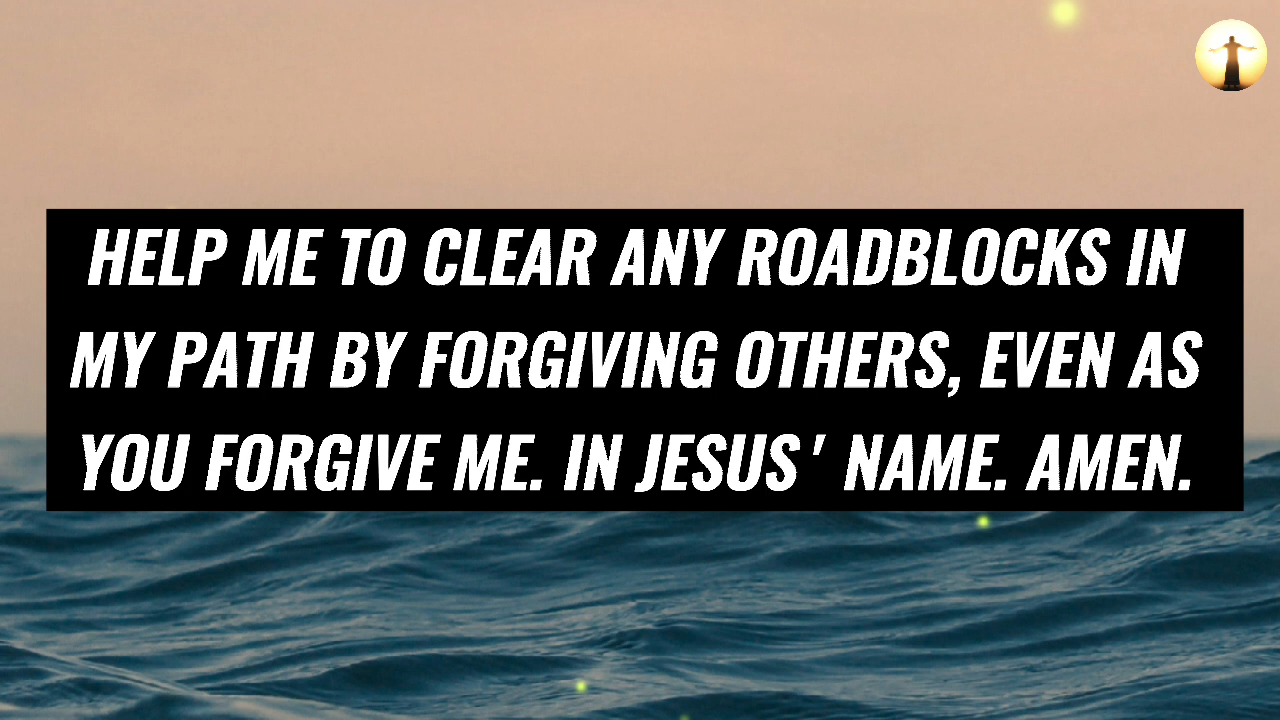 HELP ME TO CLEAR ANY ROADBLOCKS IN
MY PATH BY FORGIVING OTHERS, EVEN AS
YOU FORGIVE ME. IN JESUS' NAME. AMEN.